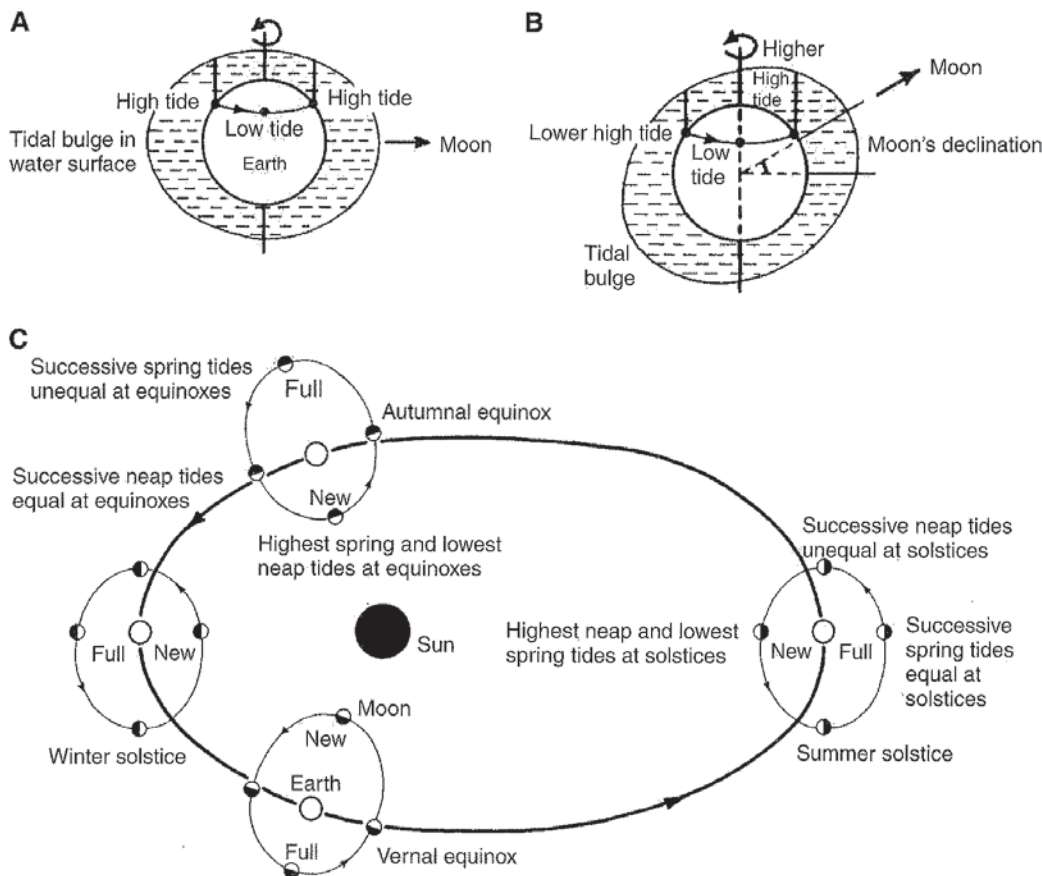 A
High tide
High tide
Low tide
Tidal bulge in
water surface
Earth
Moon
B
Higher
High
tide
Moon
Lower high tide
Low
tide
Moon's declination
Tidal
bulge
C
Successive spring tides
unequal at equinoxes
Full
Autumnal equinox
Successive neap tides
equal at equinoxes
New
Highest spring and lowest
neap tides at equinoxes
Successive neap tides
unequal at solstices
Full
New
Sun
Highest neap and lowest
spring tides at solstices
New
Full
Successive
spring tides
equal at
solstices
Winter solstice
Moon
New
Summer solstice
Earth
Full
Vernal equinox